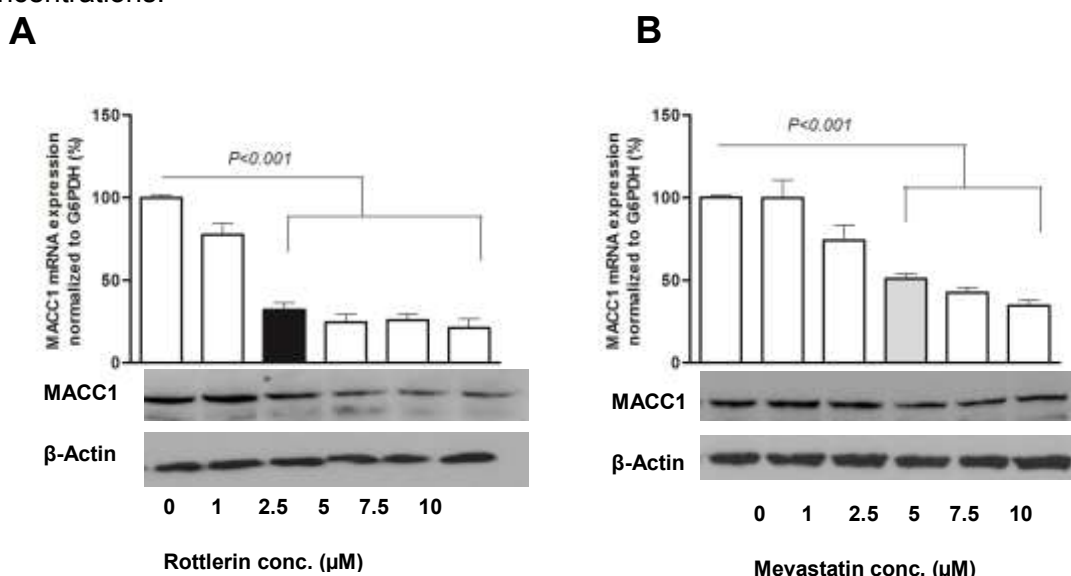 ncentrations.
A
B
MACC1 mRNA expression
normalized to G6PDH (%)
150
100
50
0
P<0.001
MACC1
β-Actin
0 1 2.5 5 7.5 10
Rottlerin conc. (µM)
MACC1 mRNA expression
normalized to G6PDH (%)
150
100
50
0
P<0.001
MACC1
β-Actin
0 1 2.5 5 7.5 10
Mevastatin conc. (µM)